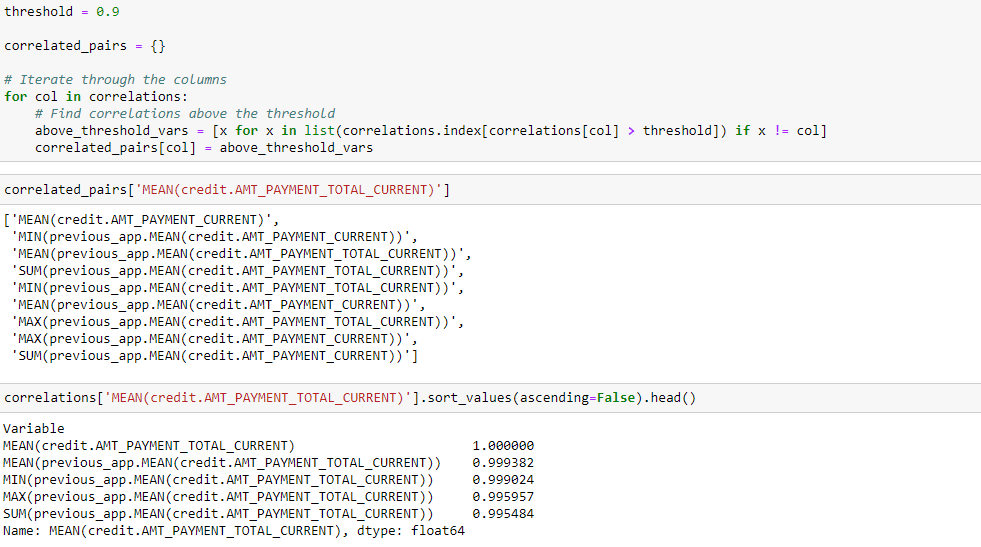 threshold = 0.9
correlated_pairs = {}
# Iterate through the columns
for col in correlations:
    # Find correlations above the threshold
    above_threshold_vars = [x for x in list(correlations.index[correlations[col] > threshold]) if x != col]
    correlated_pairs[col] = above_threshold_vars
correlated_pairs['MEAN(credit.AMT_PAYMENT_TOTAL_CURRENT)']
['MEAN(credit.AMT_PAYMENT_CURRENT)',
 'MIN(previous_app.MEAN(credit.AMT_PAYMENT_CURRENT))',
 'MEAN(previous_app.MEAN(credit.AMT_PAYMENT_TOTAL_CURRENT))',
 'SUM(previous_app.MEAN(credit.AMT_PAYMENT_TOTAL_CURRENT))',
 'MIN(previous_app.MEAN(credit.AMT_PAYMENT_TOTAL_CURRENT))',
 'MEAN(previous_app.MEAN(credit.AMT_PAYMENT_CURRENT))',
 'MAX(previous_app.MEAN(credit.AMT_PAYMENT_TOTAL_CURRENT))',
 'MAX(previous_app.MEAN(credit.AMT_PAYMENT_CURRENT))',
 'SUM(previous_app.MEAN(credit.AMT_PAYMENT_CURRENT))']
correlations['MEAN(credit.AMT_PAYMENT_TOTAL_CURRENT)'].sort_values(ascending=False).head()
Variable
MEAN(credit.AMT_PAYMENT_TOTAL_CURRENT)                       1.000000
MEAN(previous_app.MEAN(credit.AMT_PAYMENT_TOTAL_CURRENT))    0.999382
MIN(previous_app.MEAN(credit.AMT_PAYMENT_TOTAL_CURRENT))     0.999024
MAX(previous_app.MEAN(credit.AMT_PAYMENT_TOTAL_CURRENT))     0.995957
SUM(previous_app.MEAN(credit.AMT_PAYMENT_TOTAL_CURRENT))     0.995484
Name: MEAN(credit.AMT_PAYMENT_TOTAL_CURRENT), dtype: float64